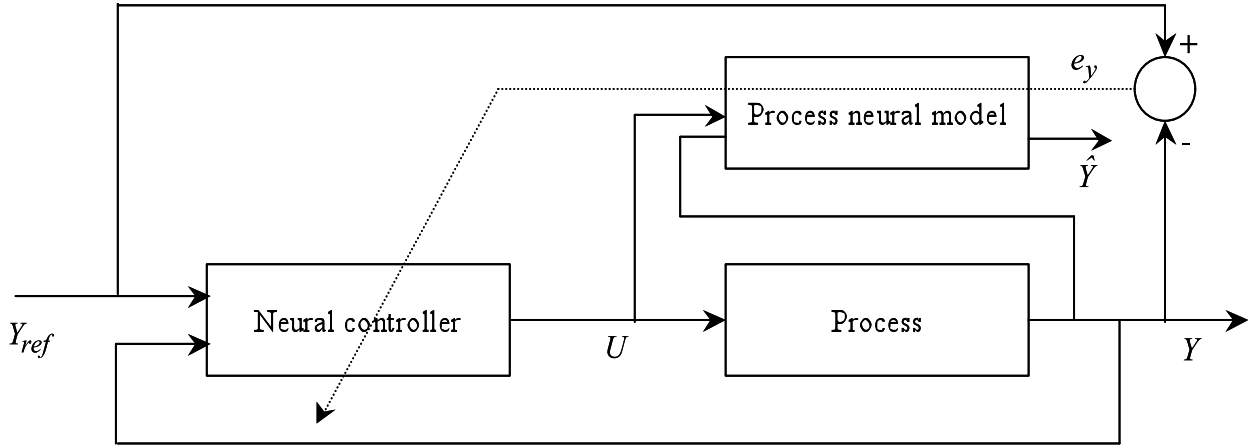 +
e_y
Process neural model
-
Ŷ
Neural controller
Process
Y_ref
U
Y